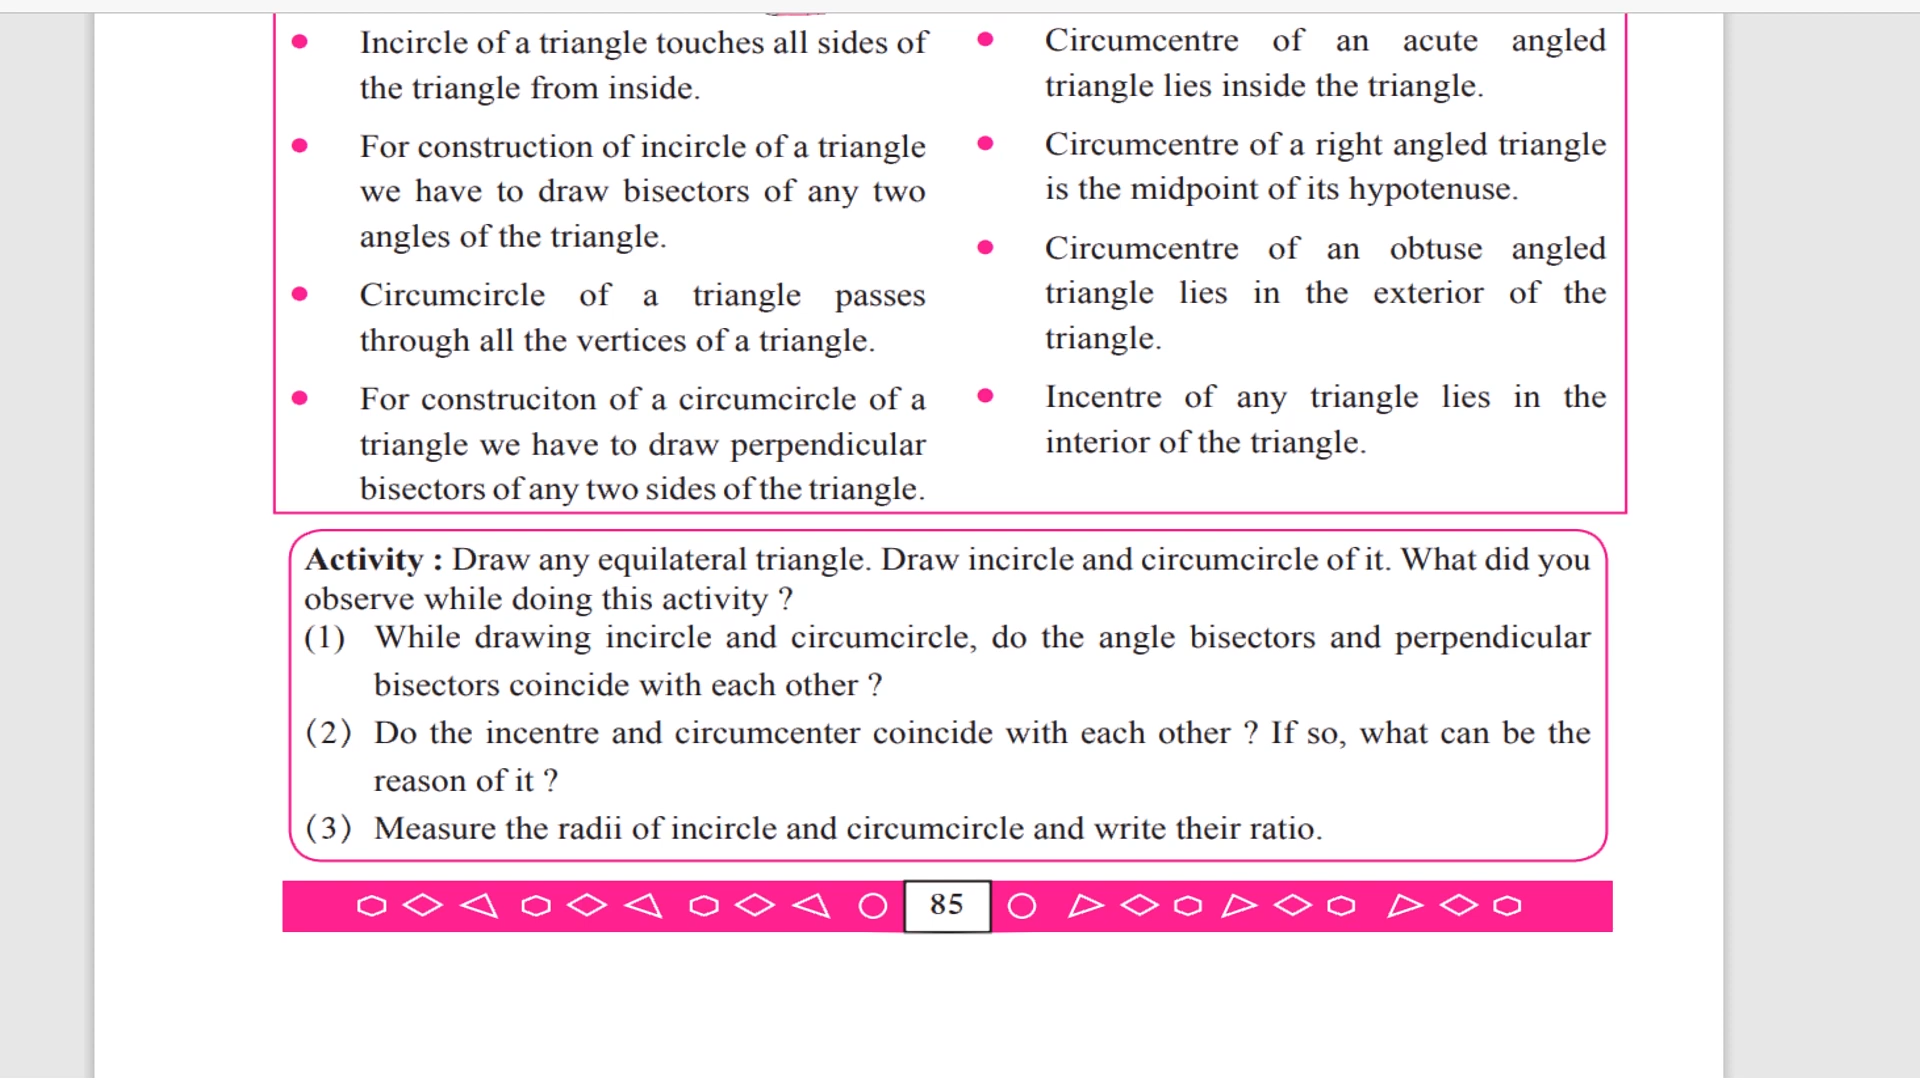 Incircle of a triangle touches all sides of
the triangle from inside.
For construction of incircle of a triangle
we have to draw bisectors of any two
angles of the triangle.
Circumcircle of a triangle passes
through all the vertices of a triangle.
For construciton of a circumcircle of a
triangle we have to draw perpendicular
bisectors of any two sides of the triangle.
Circumcentre of an acute angled
triangle lies inside the triangle.
Circumcentre of a right angled triangle
is the midpoint of its hypotenuse.
Circumcentre of an obtuse angled
triangle lies in the exterior of the
triangle.
Incentre of any triangle lies in the
interior of the triangle.
Activity : Draw any equilateral triangle. Draw incircle and circumcircle of it. What did you
observe while doing this activity ?
(1) While drawing incircle and circumcircle, do the angle bisectors and perpendicular
bisectors coincide with each other ?
(2) Do the incentre and circumcenter coincide with each other ? If so, what can be the
reason of it ?
(3) Measure the radii of incircle and circumcircle and write their ratio.
85